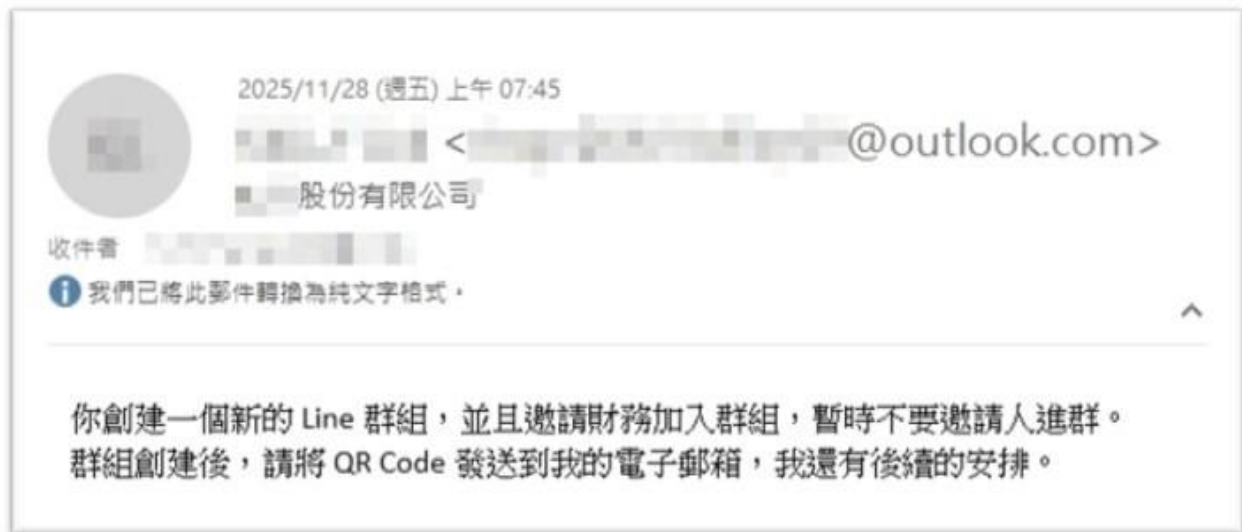 2025/11/28 (週五) 上午 07:45
< @outlook.com>
股份有限公司
收件者
我們已將此郵件轉換為純文字格式。
你創建一個新的 Line 群組，並且邀請財務加入群組，暫時不要邀請人進群。
群組創建後，請將 QR Code 發送到我的電子郵箱，我還有後續的安排。